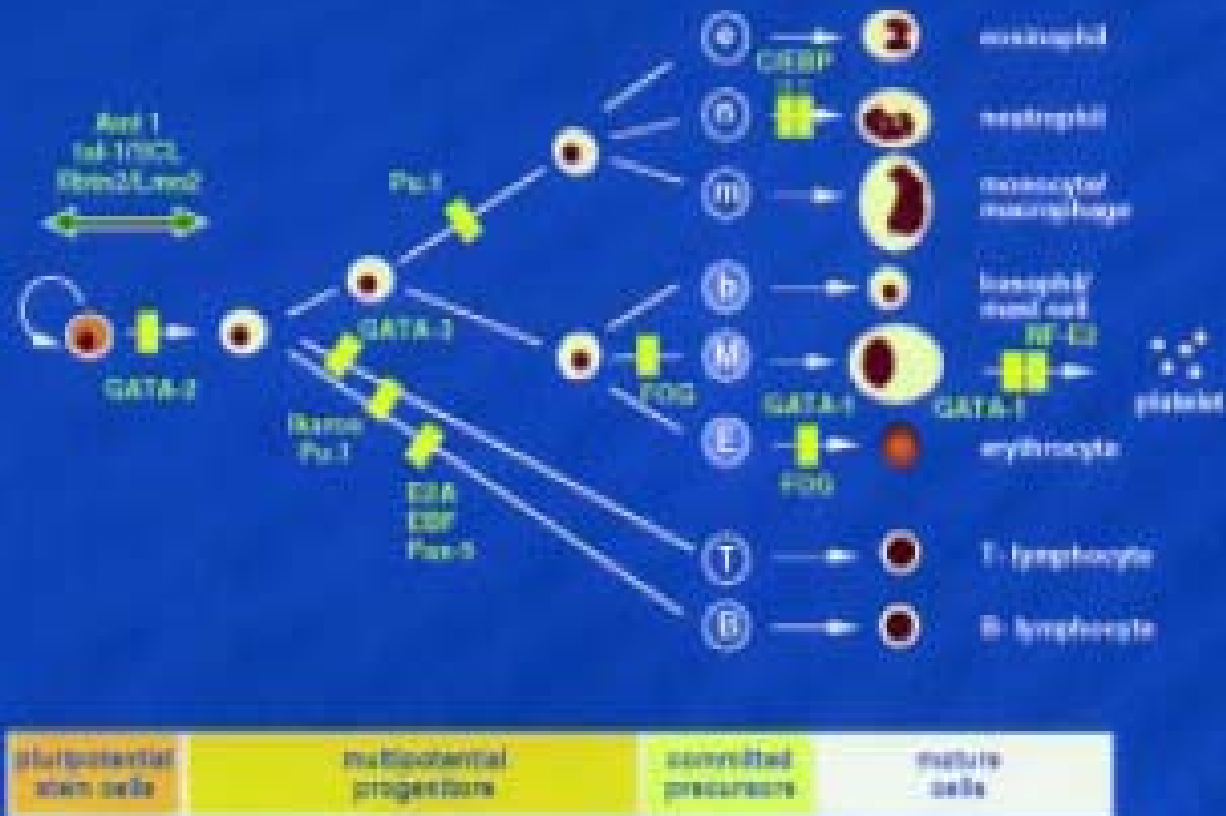 e
eosinophil
C/EBP
n
neutrophil
Aml 1
tal-1/SCL
Rbtn2/Lmo2
Pu.1
m
monocyte/
macrophage
b
basophil/
mast cell
GATA-3
NF-E2
M
GATA-2
FOG
GATA-1
GATA-1
platelet
Ikaros
Pu.1
E
erythrocyte
FOG
E2A
EBF
Pax-5
T
T- lymphocyte
B
B- lymphocyte
pluripotential
stem cells
multipotential
progenitors
committed
precursors
mature
cells